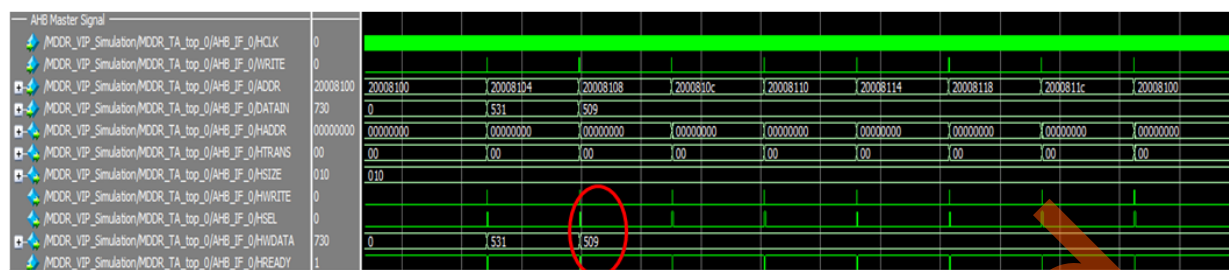 AHB Master Signal
/MDDR_VIP_Simulation/MDDR_TA_top_0/AHB_IF_0/HCLK 0
/MDDR_VIP_Simulation/MDDR_TA_top_0/AHB_IF_0/WRITE 0
/MDDR_VIP_Simulation/MDDR_TA_top_0/AHB_IF_0/ADDR 20008100 20008100 20008104 20008108 2000810c 20008110 20008114 20008118 2000811c 20008100
/MDDR_VIP_Simulation/MDDR_TA_top_0/AHB_IF_0/DATAIN 730 0 531 509
/MDDR_VIP_Simulation/MDDR_TA_top_0/AHB_IF_0/HADDR 00000000 00000000 00000000 00000000 00000000 00000000 00000000 00000000 00000000 00000000
/MDDR_VIP_Simulation/MDDR_TA_top_0/AHB_IF_0/HTRANS 00 00 00 00 00 00 00 00 00 00
/MDDR_VIP_Simulation/MDDR_TA_top_0/AHB_IF_0/HSIZE 010 010
/MDDR_VIP_Simulation/MDDR_TA_top_0/AHB_IF_0/HWRITE 0
/MDDR_VIP_Simulation/MDDR_TA_top_0/AHB_IF_0/HSEL 0
/MDDR_VIP_Simulation/MDDR_TA_top_0/AHB_IF_0/HWDATA 730 0 531 509
/MDDR_VIP_Simulation/MDDR_TA_top_0/AHB_IF_0/HREADY 1